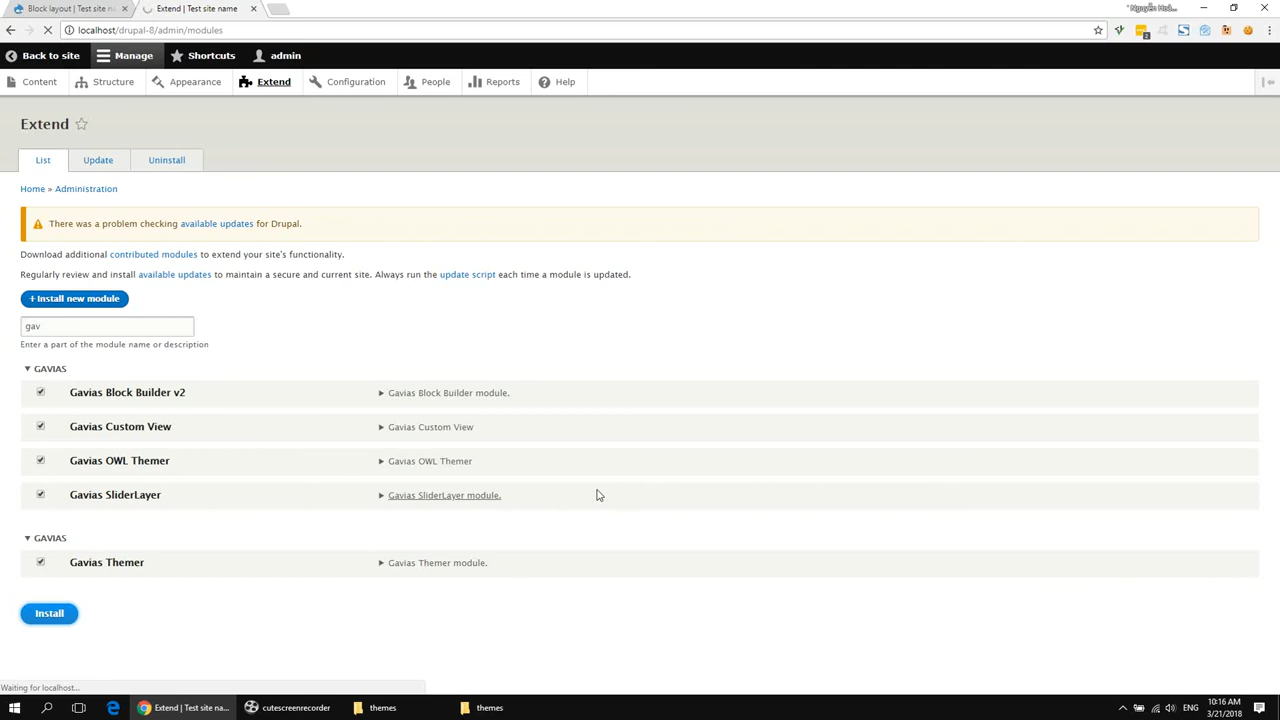 Block layout | Test site na
Extend | Test site name
localhost/drupal-8/admin/modules
Back to site
Manage
Shortcuts
admin
Content
Structure
Appearance
Extend
Configuration
People
Reports
Help
Extend
List
Update
Uninstall
Home » Administration
There was a problem checking available updates for Drupal.
Download additional contributed modules to extend your site's functionality.
Regularly review and install available updates to maintain a secure and current site. Always run the update script each time a module is updated.
+ Install new module
gav
Enter a part of the module name or description
▼ GAVIAS
Gavias Block Builder v2
► Gavias Block Builder module.
Gavias Custom View
► Gavias Custom View
Gavias OWL Themer
► Gavias OWL Themer
Gavias SliderLayer
► Gavias SliderLayer module.
▼ GAVIAS
Gavias Themer
► Gavias Themer module.
Install
Waiting for localhost...
Extend | Test site na...
cutescreenrecorder
themes
themes
ENG
10:16 AM
3/21/2018